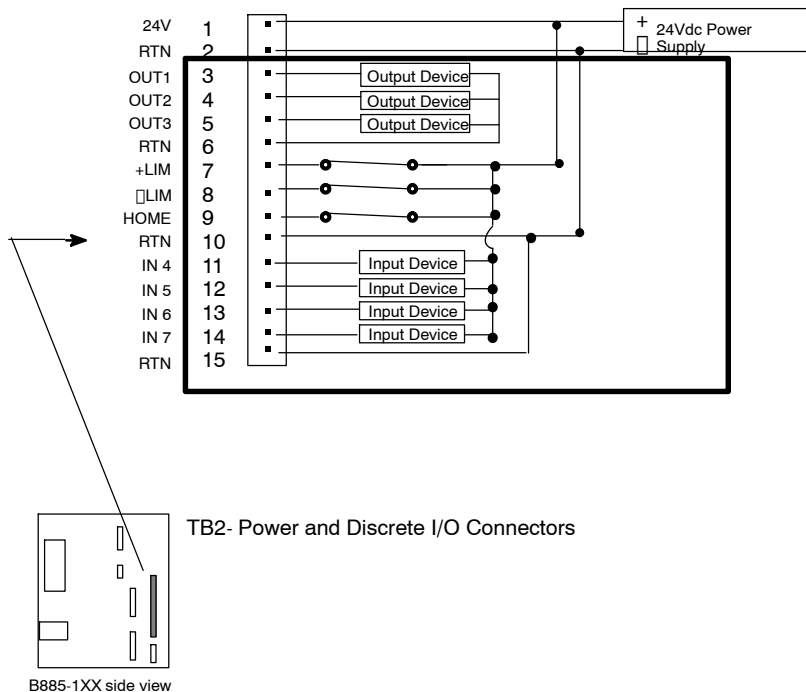 24V 1
RTN 2
OUT1 3 Output Device
OUT2 4 Output Device
OUT3 5 Output Device
RTN 6
+LIM 7
▯LIM 8
HOME 9
RTN 10
IN 4 11 Input Device
IN 5 12 Input Device
IN 6 13 Input Device
IN 7 14 Input Device
RTN 15
+ 24Vdc Power
▯ Supply
TB2- Power and Discrete I/O Connectors
B885-1XX side view